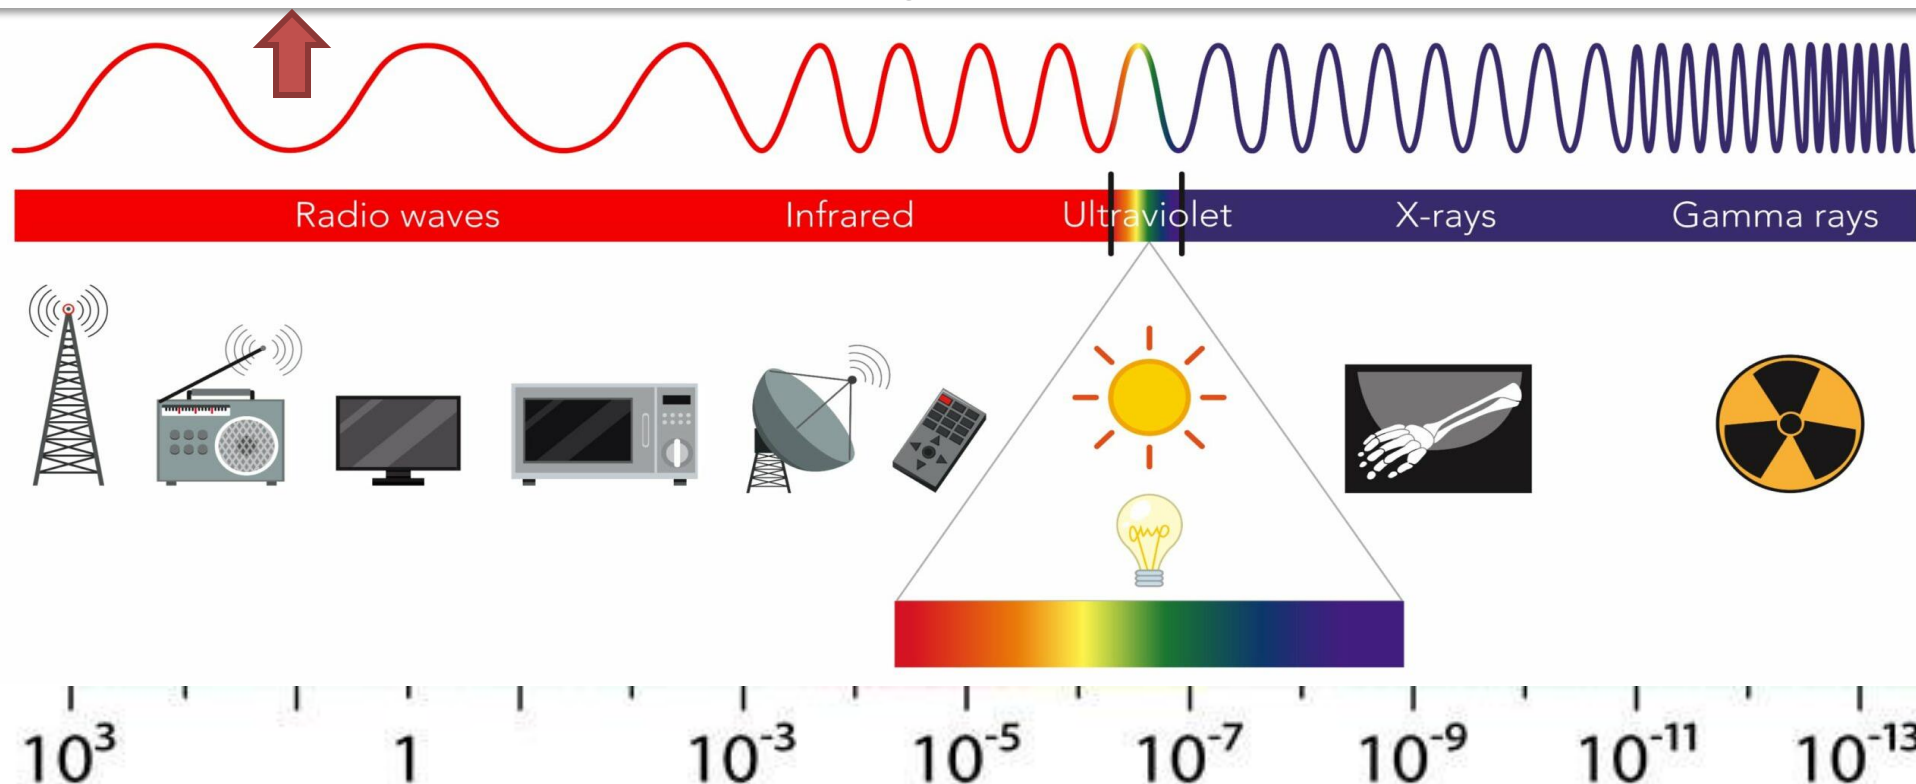 Radio waves Infrared Ultraviolet X-rays Gamma rays
10³ 1 10⁻³ 10⁻⁵ 10⁻⁷ 10⁻⁹ 10⁻¹¹ 10⁻¹³